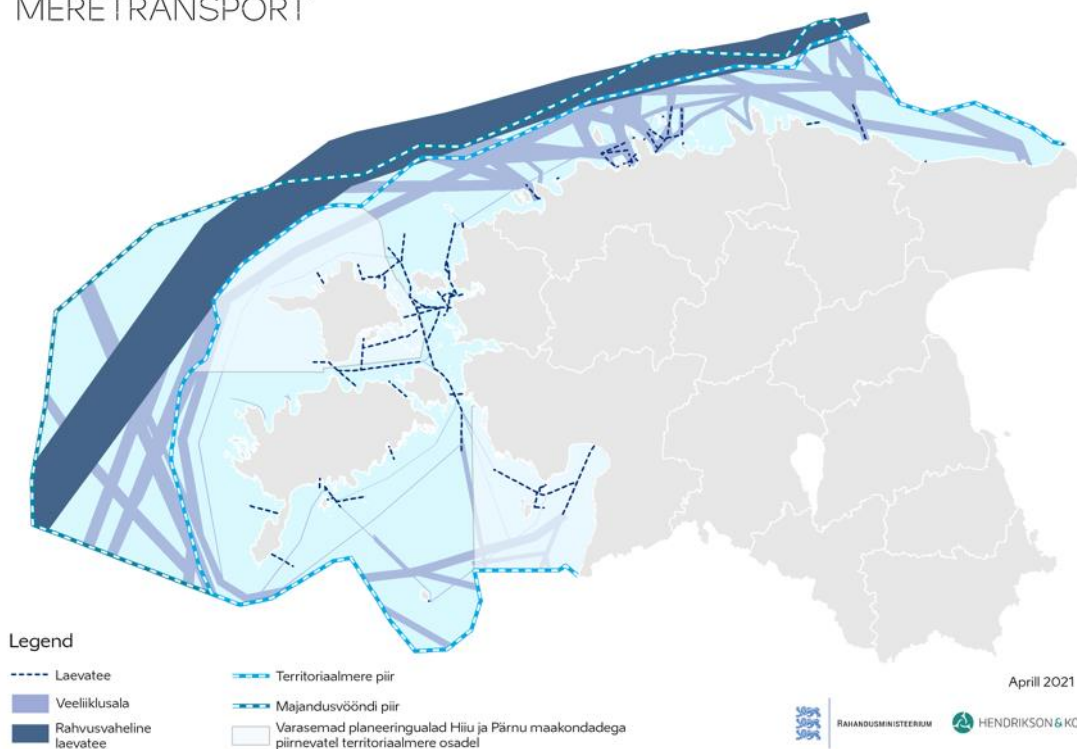 MERETRANSPORT
Legend
Laevatee
Veeliiklusala
Rahvusvaheline
laevatee
Territoriaalmere piir
Majandusvööndi piir
Varasemad planeeringualad Hiiu ja Pärnu maakondadega
piirnevatel territoriaalmere osadel
Aprill 2021
RAHANDUSMINISTEERIUM
HENDRIKSON & KO